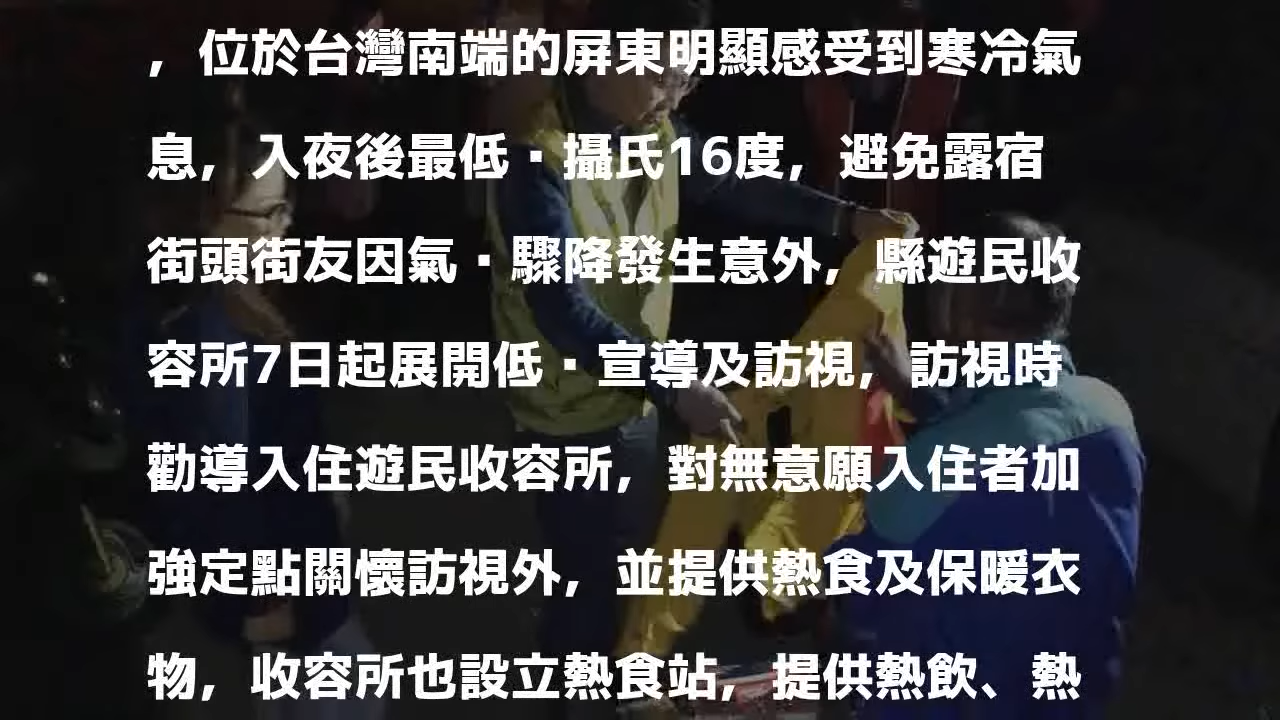 ，位於台灣南端的屏東明顯感受到寒冷氣
息，入夜後最低▪攝氏16度，避免露宿
街頭街友因氣▪驟降發生意外，縣遊民收
容所7日起展開低▪宣導及訪視，訪視時
勸導入住遊民收容所，對無意願入住者加
強定點關懷訪視外，並提供熱食及保暖衣
物，收容所也設立熱食站，提供熱飲、熱